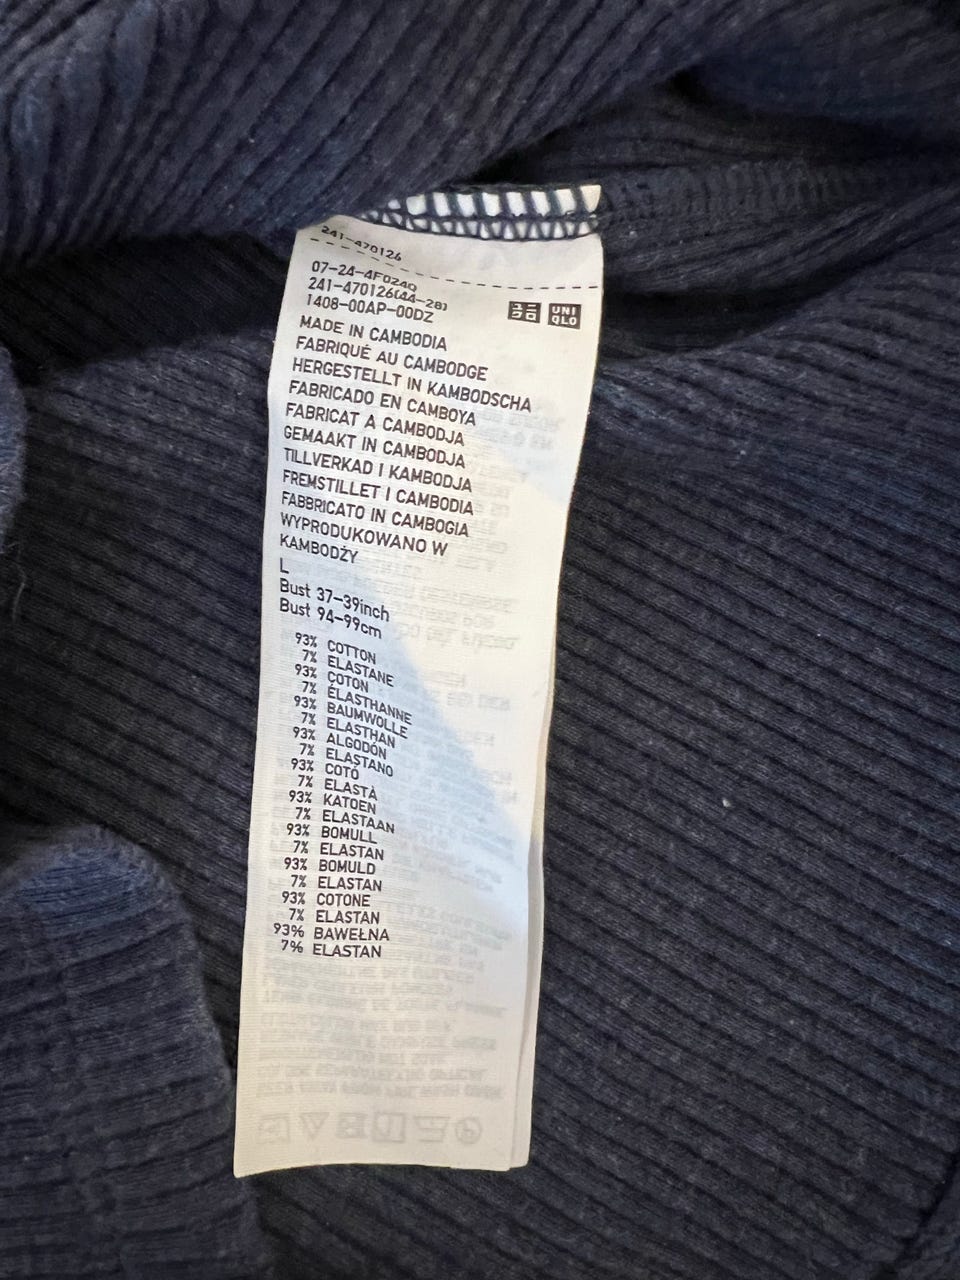 241-470126
07-24-4F024Q
241-470126(44-28)
1408-00AP-00DZ
ユニ
クロ
UNI
QLO
MADE IN CAMBODIA
FABRIQUÉ AU CAMBODGE
HERGESTELLT IN KAMBODSCHA
FABRICADO EN CAMBOYA
FABRICAT A CAMBODJA
GEMAAKT IN CAMBODJA
TILLVERKAD I KAMBODJA
FREMSTILLET I CAMBODIA
FABBRICATO IN CAMBOGIA
WYPRODUKOWANO W
KAMBODŻY
L
Bust 37-39inch
Bust 94-99cm
93% COTTON
7% ELASTANE
93% COTON
7% ÉLASTHANNE
93% BAUMWOLLE
7% ELASTHAN
93% ALGODÓN
7% ELASTANO
93% COTÓ
7% ELASTÀ
93% KATOEN
7% ELASTAAN
93% BOMULL
7% ELASTAN
93% BOMULD
7% ELASTAN
93% COTONE
7% ELASTAN
93% BAWEŁNA
7% ELASTAN